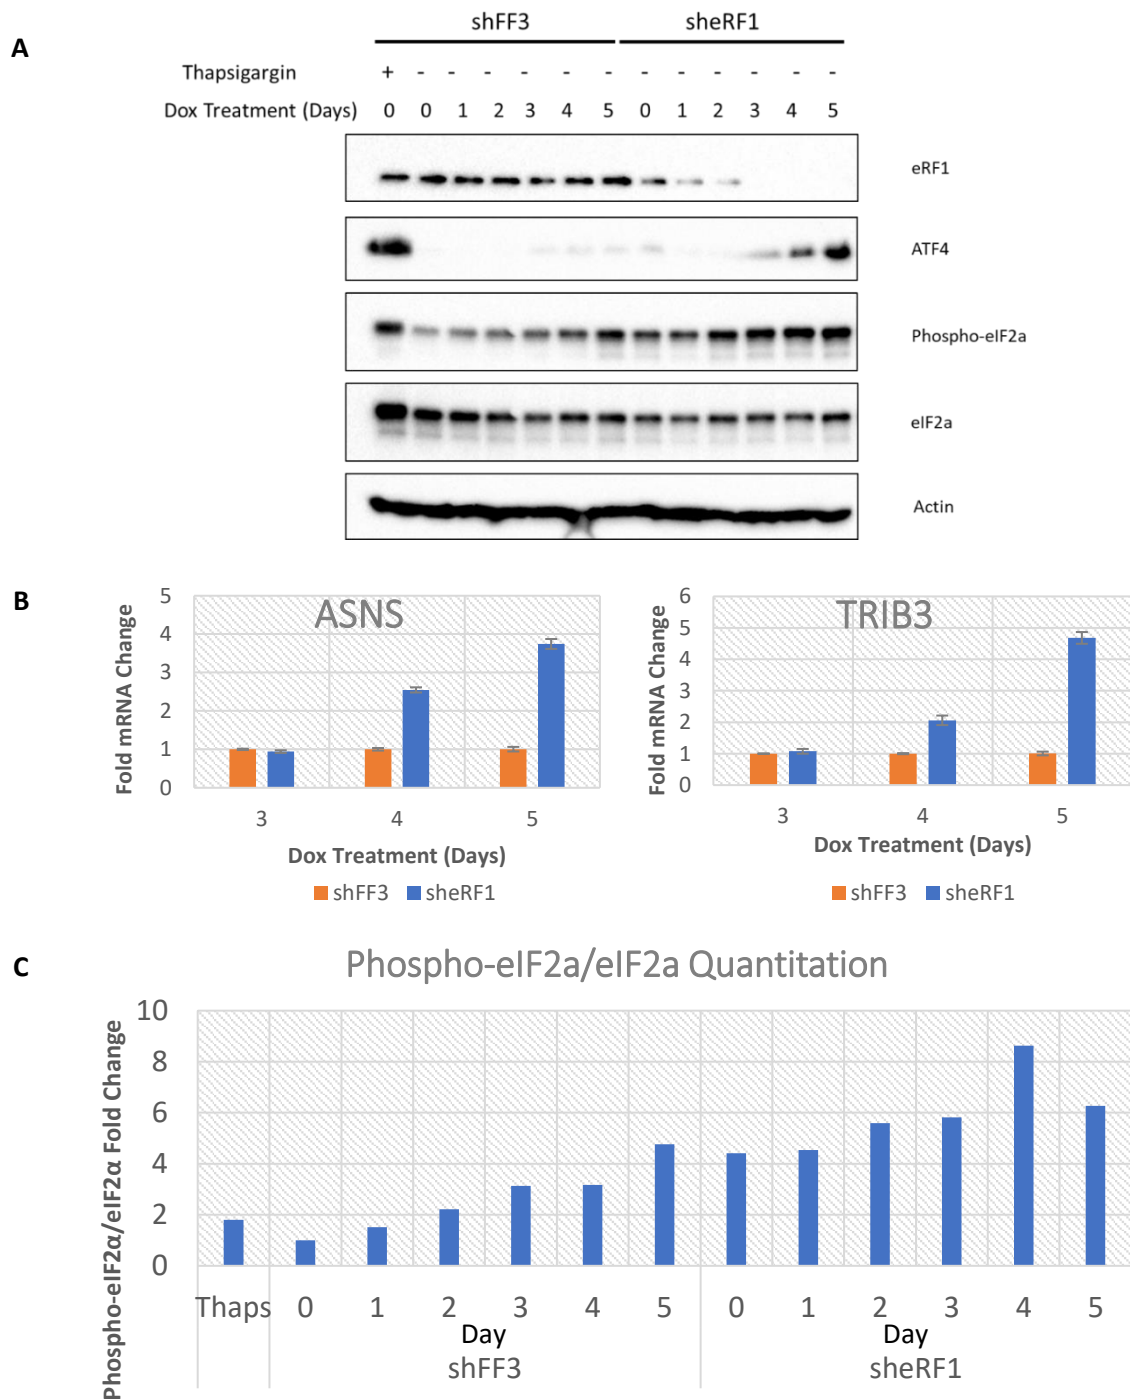 A
shFF3 sheRF1
Thapsigargin + - - - - - - - - - - - -
Dox Treatment (Days) 0 0 1 2 3 4 5 0 1 2 3 4 5
eRF1
ATF4
Phospho-eIF2a
eIF2a
Actin
B
ASNS
Fold mRNA Change
5
4
3
2
1
0
3 4 5
Dox Treatment (Days)
shFF3 sheRF1
TRIB3
Fold mRNA Change
6
5
4
3
2
1
0
3 4 5
Dox Treatment (Days)
shFF3 sheRF1
C
Phospho-eIF2a/eIF2a Quantitation
Phospho-eIF2α/eIF2α Fold Change
10
8
6
4
2
0
Thaps 0 1 2 3 4 5 0 1 2 3 4 5
Day Day
shFF3 sheRF1